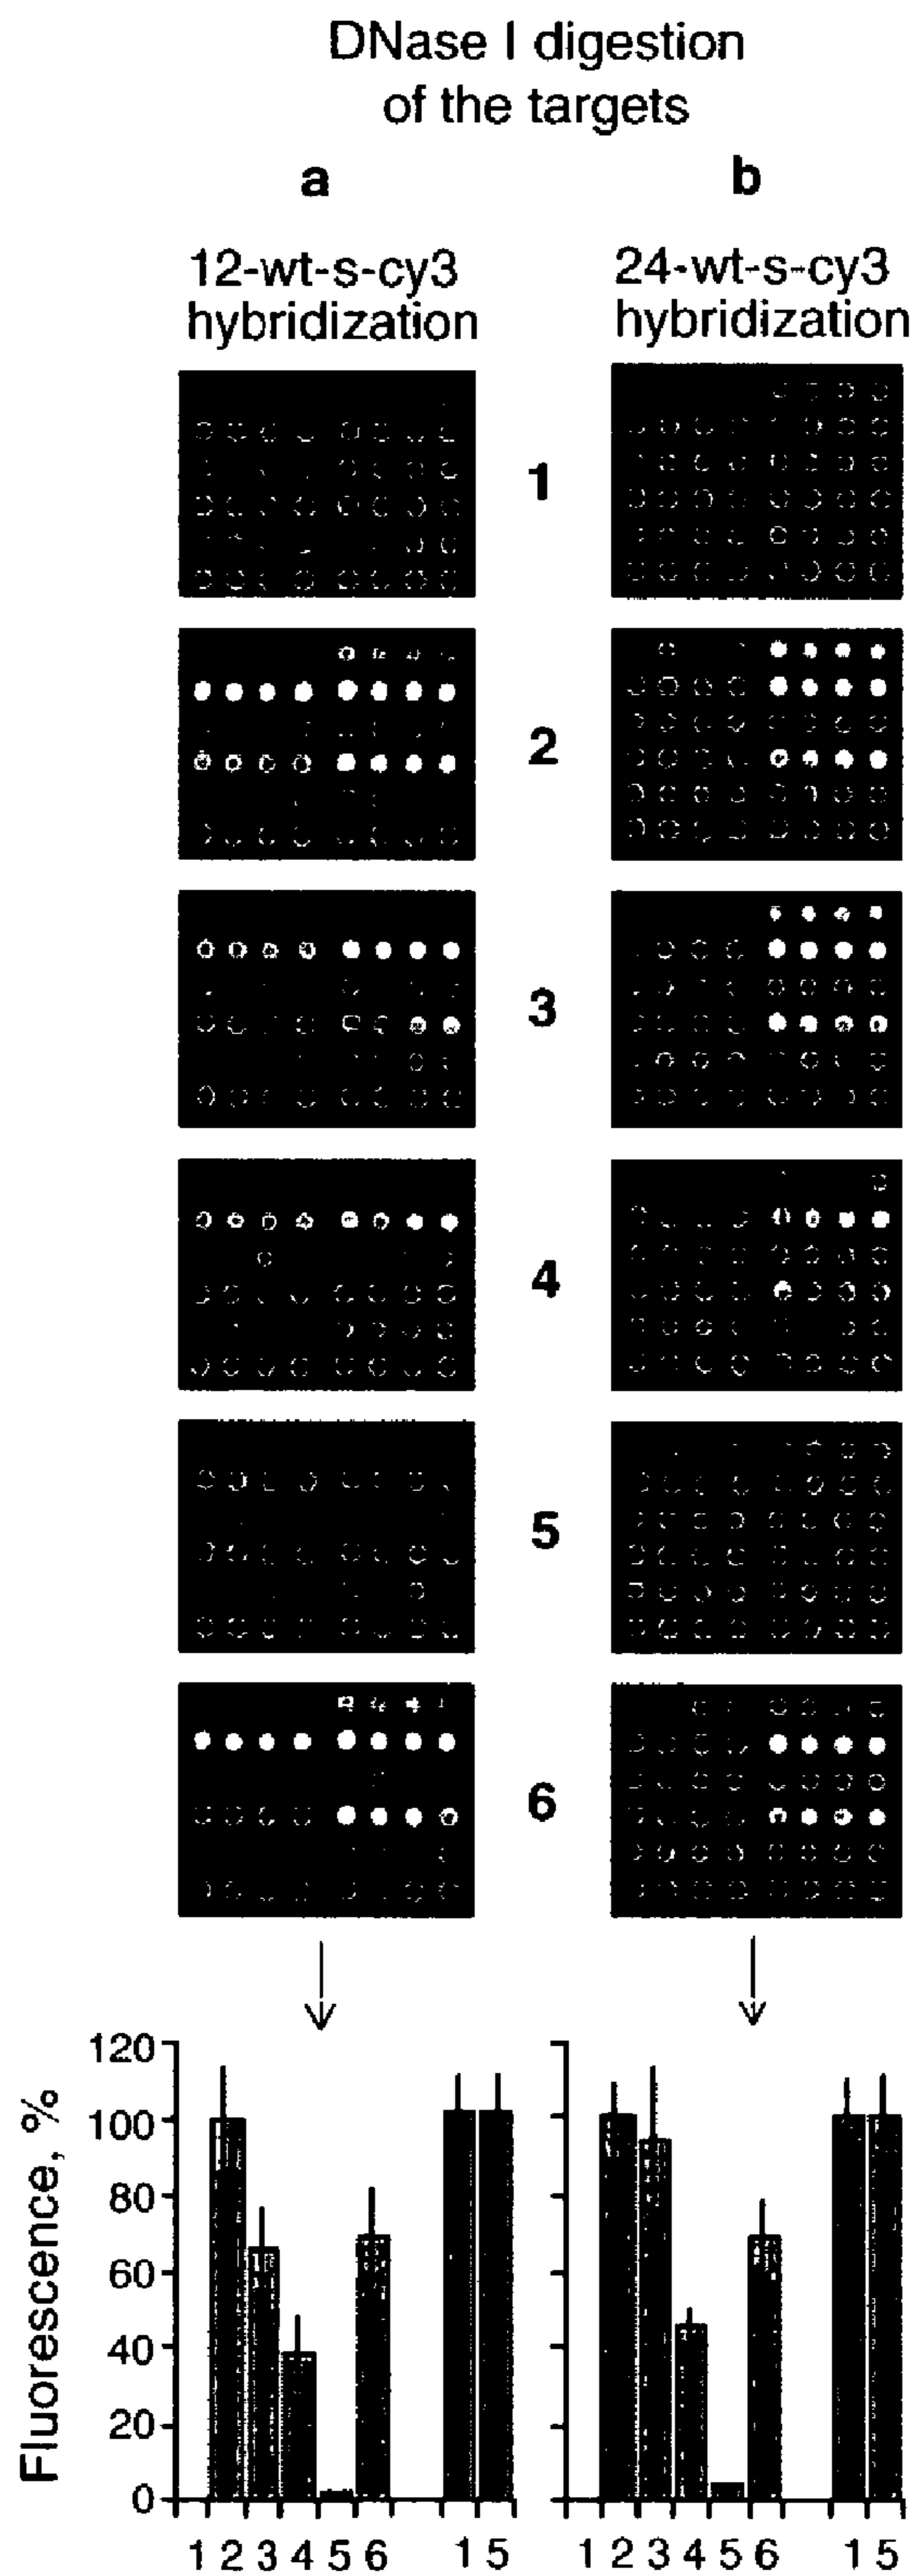 DNase I digestion
of the targets
a b
12-wt-s-cy3
hybridization
24-wt-s-cy3
hybridization
1
2
3
4
5
6
Fluorescence, %
120
100
80
60
40
20
0
1 2 3 4 5 6 1 5
1 2 3 4 5 6 1 5